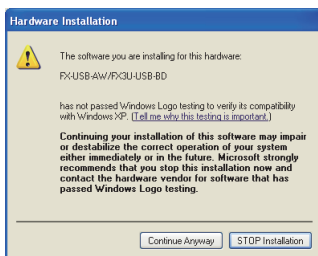 Hardware Installation
The software you are installing for this hardware:
FX-USB-AW/FX3U-USB-BD
has not passed Windows Logo testing to verify its compatibility
with Windows XP. (Tell me why this testing is important.)
Continuing your installation of this software may impair
or destabilize the correct operation of your system
either immediately or in the future. Microsoft strongly
recommends that you stop this installation now and
contact the hardware vendor for software that has
passed Windows Logo testing.
Continue Anyway
STOP Installation